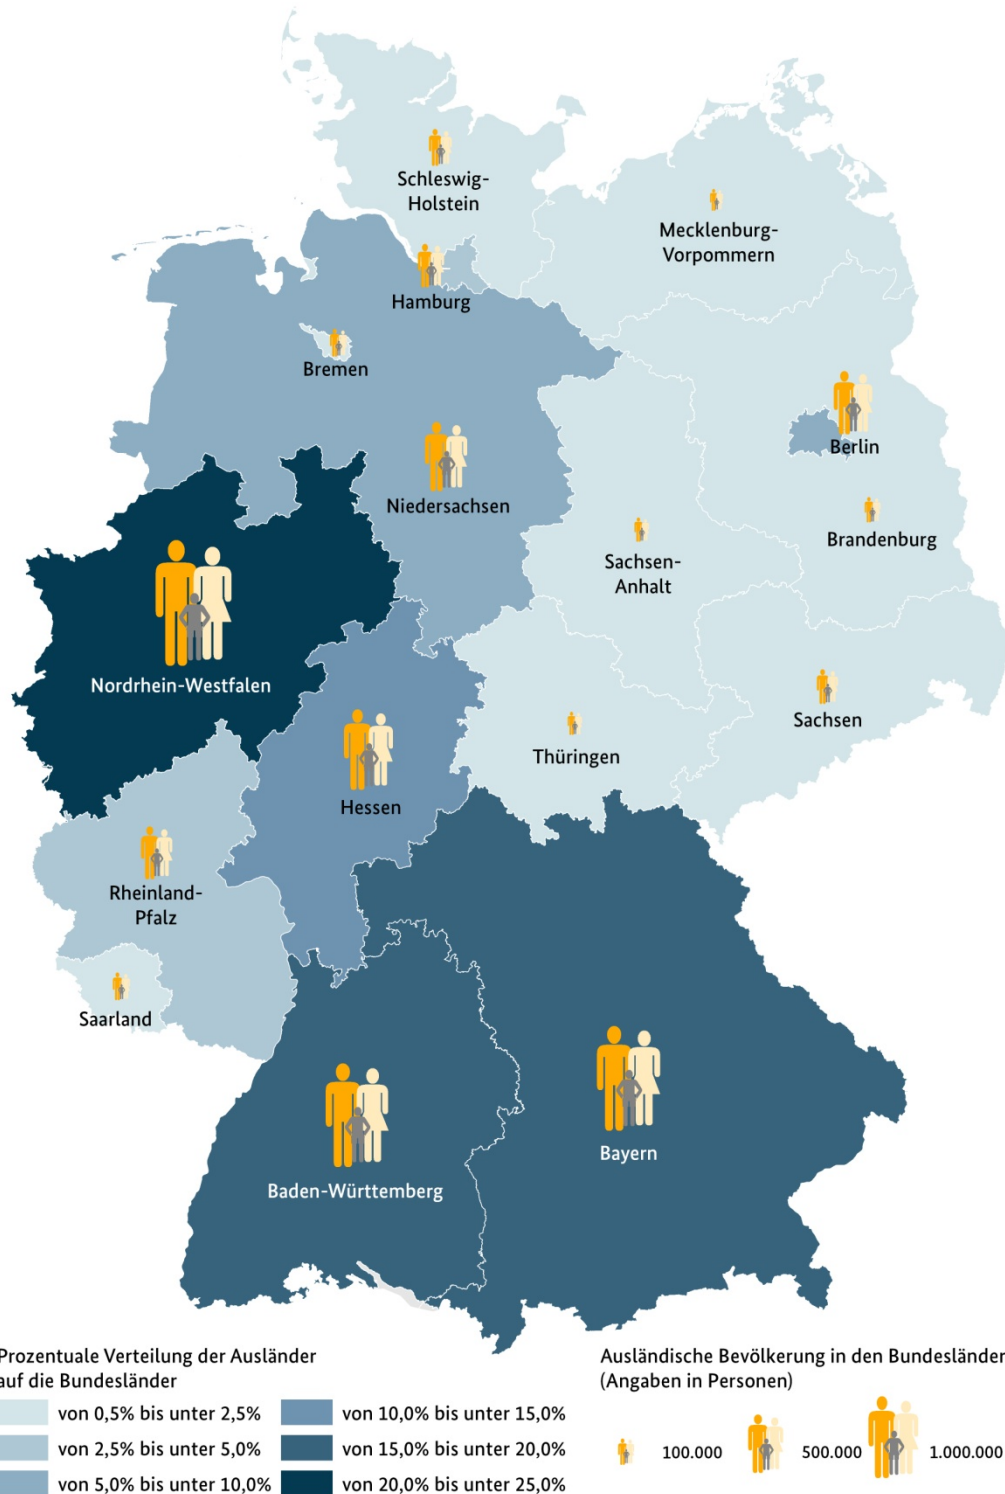 Schleswig-
Holstein
Mecklenburg-
Vorpommern
Hamburg
Bremen
Berlin
Niedersachsen
Brandenburg
Sachsen-
Anhalt
Nordrhein-Westfalen
Sachsen
Thüringen
Hessen
Rheinland-
Pfalz
Saarland
Bayern
Baden-Württemberg
Prozentuale Verteilung der Ausländer
auf die Bundesländer
von 0,5% bis unter 2,5%
von 2,5% bis unter 5,0%
von 5,0% bis unter 10,0%
von 10,0% bis unter 15,0%
von 15,0% bis unter 20,0%
von 20,0% bis unter 25,0%
Ausländische Bevölkerung in den Bundesländer
(Angaben in Personen)
100.000
500.000
1.000.000